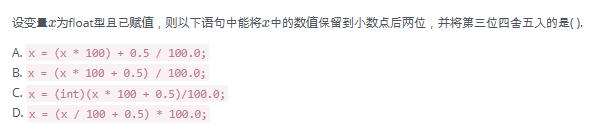 设变量x为float型且已赋值，则以下语句中能将x中的数值保留到小数点后两位，并将第三位四舍五入的是( ).
A. x = (x * 100) + 0.5 / 100.0;
B. x = (x * 100 + 0.5) / 100.0;
C. x = (int)(x * 100 + 0.5)/100.0;
D. x = (x / 100 + 0.5) * 100.0;